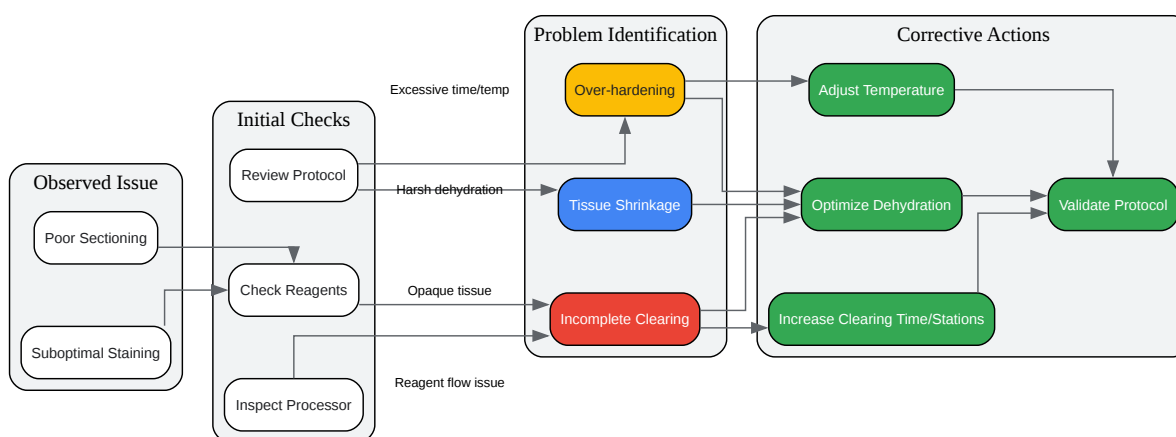 Observed Issue
Poor Sectioning
Suboptimal Staining
Initial Checks
Review Protocol
Check Reagents
Inspect Processor
Excessive time/temp
Harsh dehydration
Opaque tissue
Reagent flow issue
Problem Identification
Over-hardening
Tissue Shrinkage
Incomplete Clearing
Corrective Actions
Adjust Temperature
Optimize Dehydration
Increase Clearing Time/Stations
Validate Protocol